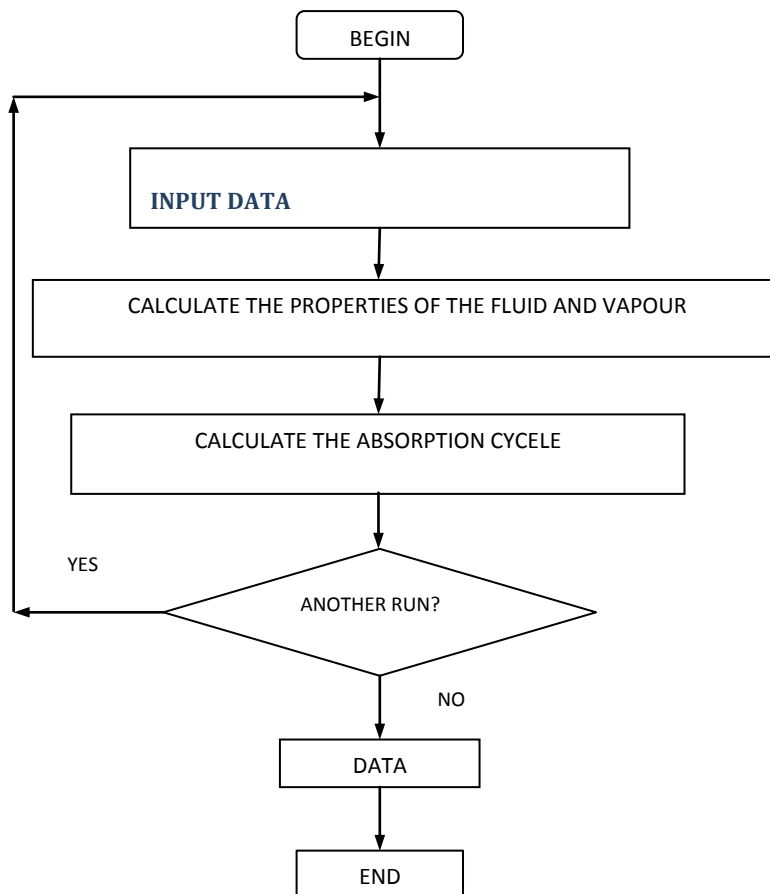 BEGIN
INPUT DATA
CALCULATE THE PROPERTIES OF THE FLUID AND VAPOUR
CALCULATE THE ABSORPTION CYCELE
YES
ANOTHER RUN?
NO
DATA
END